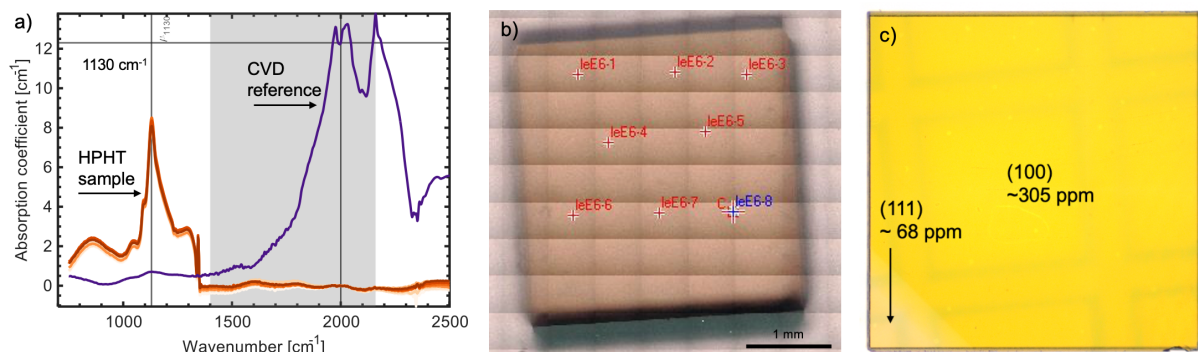 a)
12
10
8
6
4
2
0
Absorption coefficient [cm⁻¹]
1130 cm⁻¹
1130
CVD
reference
HPHT
sample
1000
1500
2000
2500
Wavenumber [cm⁻¹]
b)
IeE6-1
IeE6-2
IeE6-3
IeE6-4
IeE6-5
IeE6-6
IeE6-7
C
IeE6-8
1 mm
c)
(100)
~305 ppm
(111)
~ 68 ppm